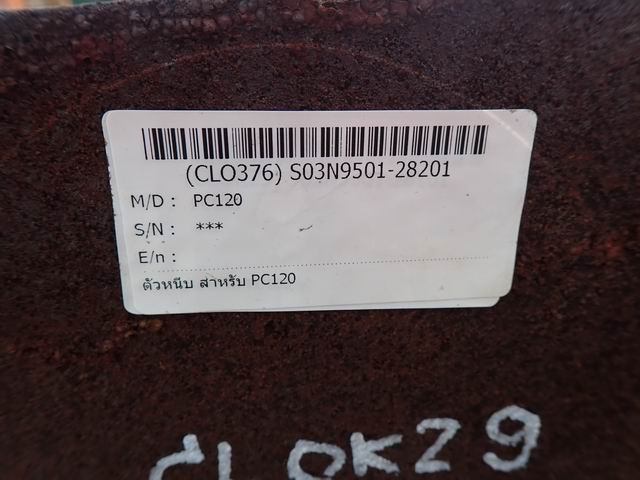 (CLO376) S03N9501-28201
M/D : PC120
S/N : ***
E/n :
ตัวหนีบ สำหรับ PC120
CLOK29